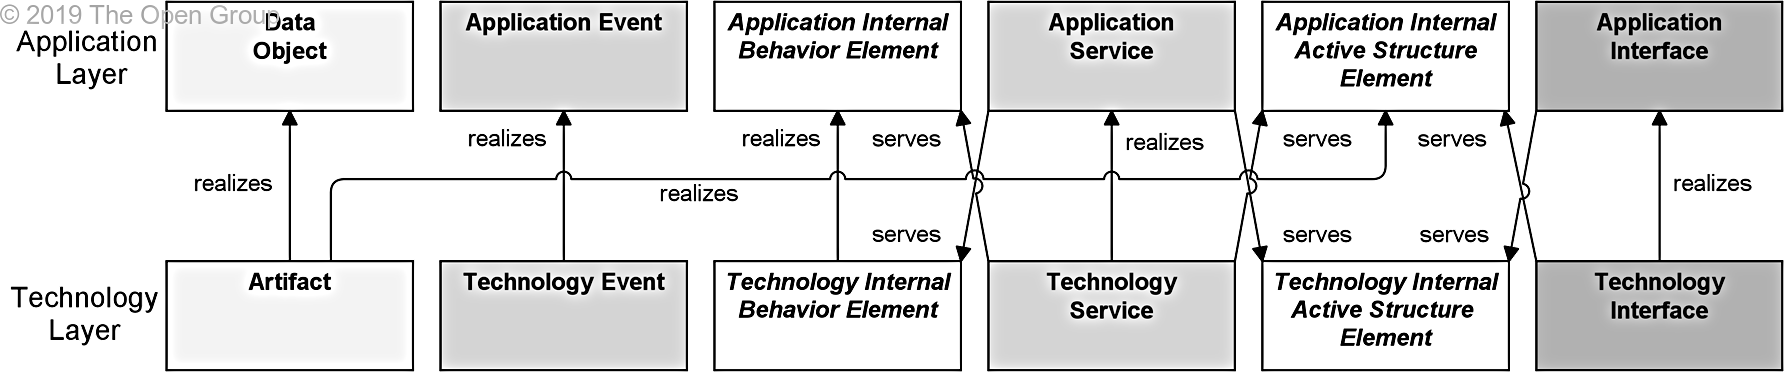 © 2019 The Open Group
Application
Layer
Data
Object
Application Event
Application Internal
Behavior Element
Application
Service
Application Internal
Active Structure
Element
Application
Interface
realizes
realizes
realizes
serves
realizes
serves
serves
realizes
realizes
serves
serves
serves
Technology
Layer
Artifact
Technology Event
Technology Internal
Behavior Element
Technology
Service
Technology Internal
Active Structure
Element
Technology
Interface